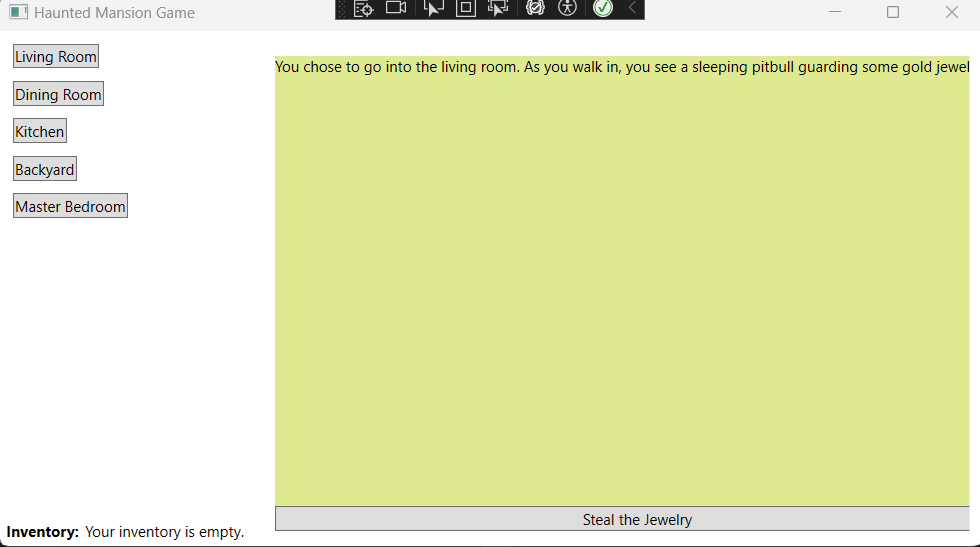 Haunted Mansion Game
Living Room
Dining Room
Kitchen
Backyard
Master Bedroom
You chose to go into the living room. As you walk in, you see a sleeping pitbull guarding some gold jewel
Steal the Jewelry
Inventory: Your inventory is empty.